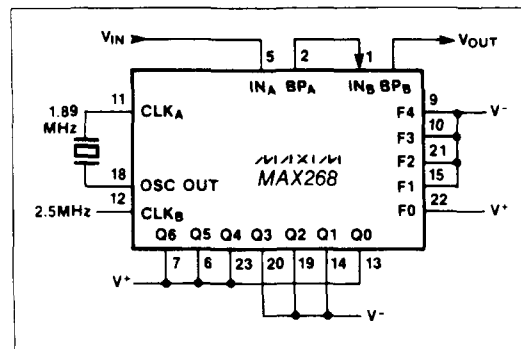 VIN
5
2
1
VOUT
INA BPA
INB BPB
11
CLKA
1.89
MHz
18
OSC OUT
12
2.5MHz
CLKB
MAXIM
MAX268
F4
9
V-
F3
10
F2
21
F1
15
F0
22
V+
Q6 Q5 Q4 Q3 Q2 Q1 Q0
7 6 23 20 19 14 13
V+
V-